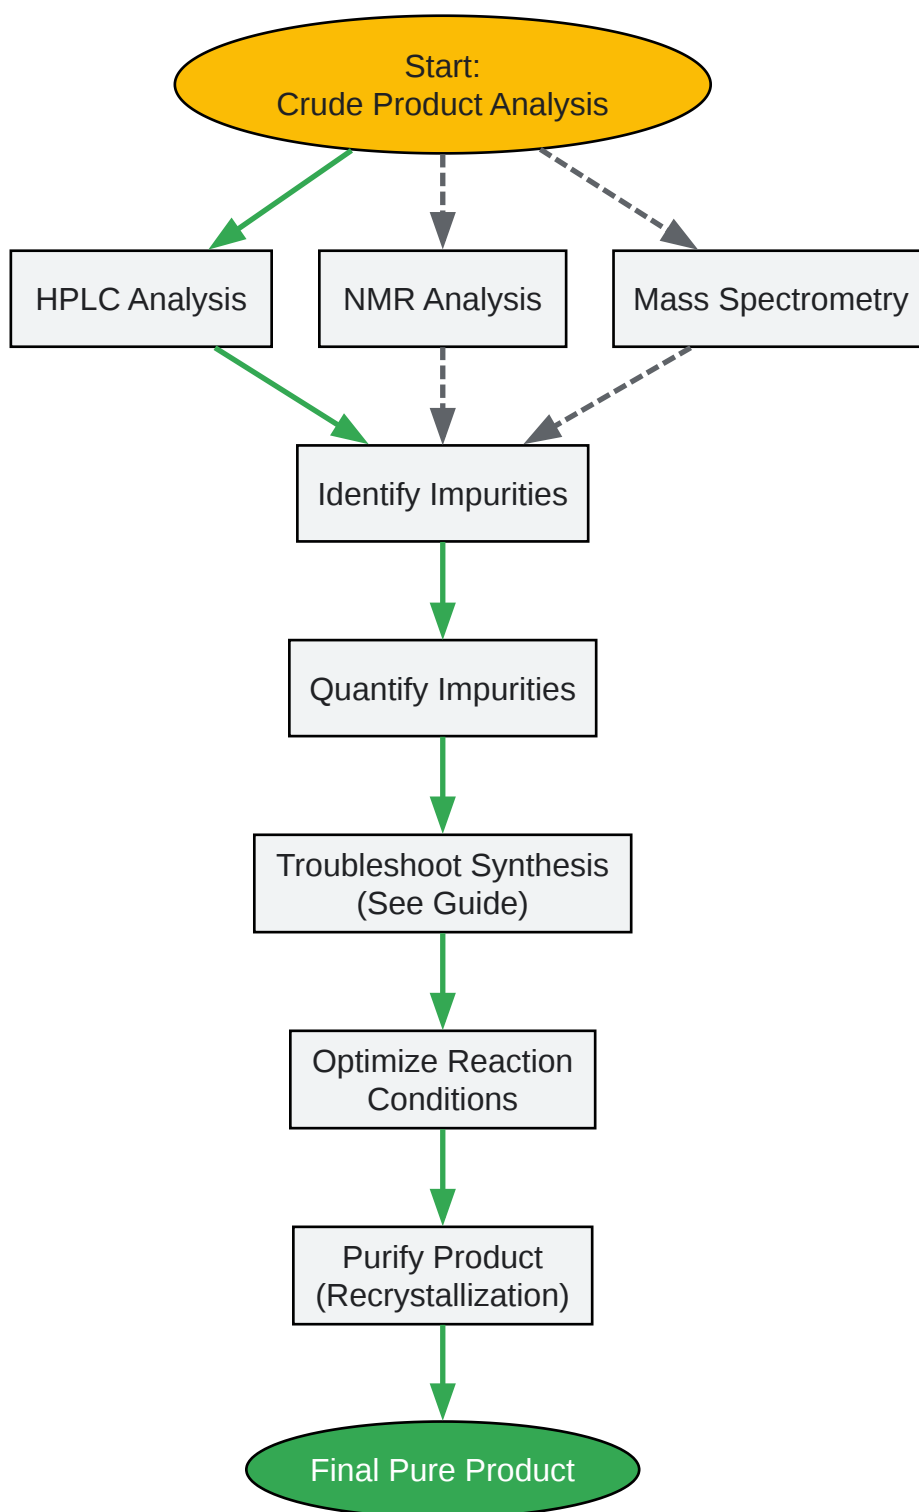 Start:
Crude Product Analysis
HPLC Analysis
NMR Analysis
Mass Spectrometry
Identify Impurities
Quantify Impurities
Troubleshoot Synthesis
(See Guide)
Optimize Reaction
Conditions
Purify Product
(Recrystallization)
Final Pure Product